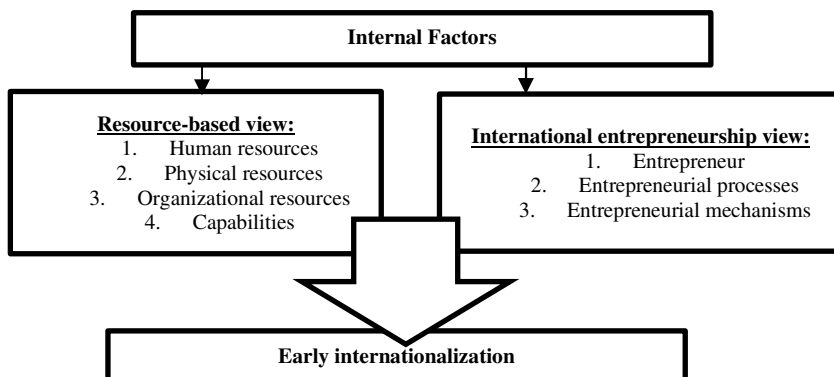 Internal Factors
Resource-based view:
1. Human resources
2. Physical resources
3. Organizational resources
4. Capabilities
International entrepreneurship view:
1. Entrepreneur
2. Entrepreneurial processes
3. Entrepreneurial mechanisms
Early internationalization